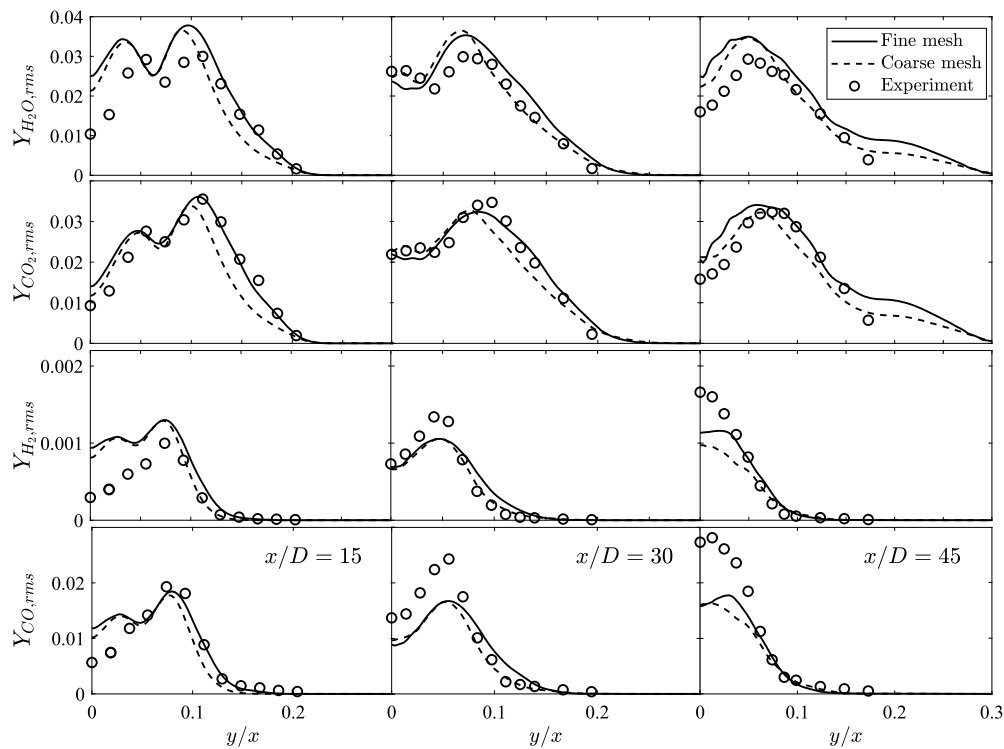 0.04
0.03
0.02
0.01
0
Y_{H_2O,rms}
Fine mesh
Coarse mesh
Experiment
0.03
0.02
0.01
0
Y_{CO_2,rms}
0.002
0.001
0
Y_{H_2,rms}
x/D = 15 x/D = 30 x/D = 45
0.02
0.01
0
Y_{CO,rms}
0 0.1 0.2 0 0.1 0.2 0 0.1 0.2 0.3
y/x y/x y/x